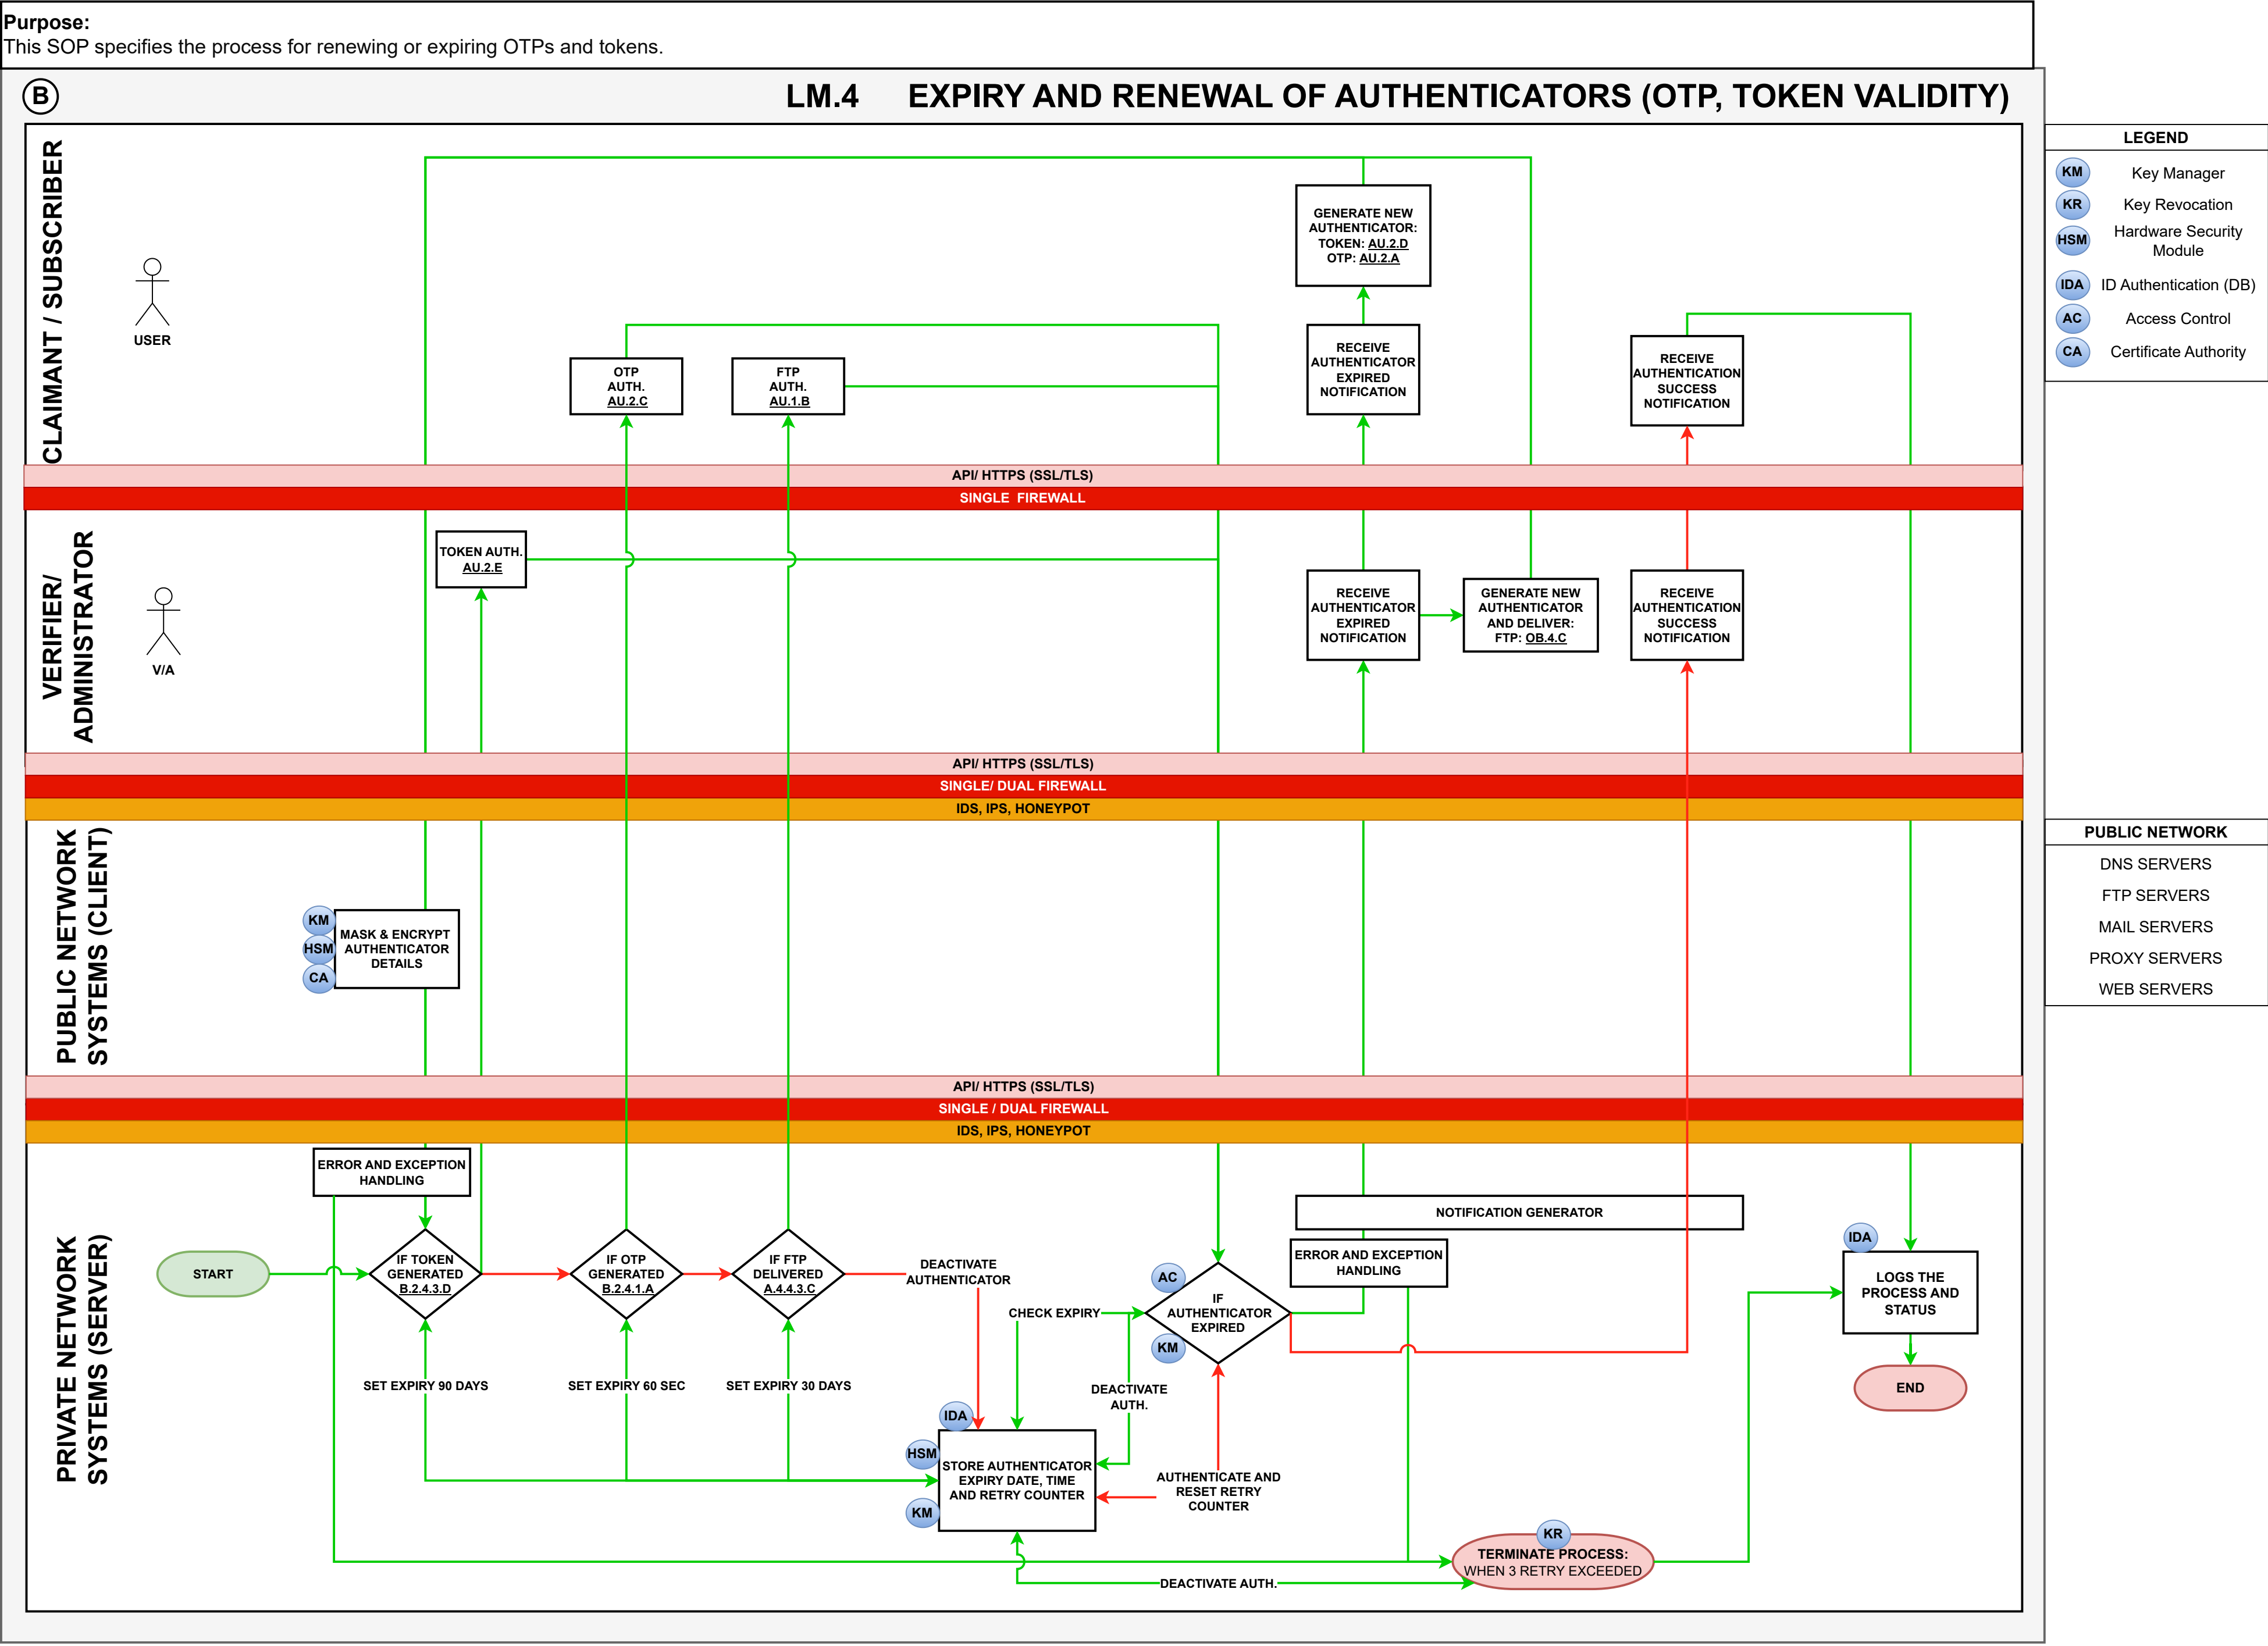 Purpose:
This SOP specifies the process for renewing or expiring OTPs and tokens.
B
LM.4 EXPIRY AND RENEWAL OF AUTHENTICATORS (OTP, TOKEN VALIDITY)
CLAIMANT / SUBSCRIBER
USER
GENERATE NEW
AUTHENTICATOR:
TOKEN: AU.2.D
OTP: AU.2.A
OTP
AUTH.
AU.2.C
FTP
AUTH.
AU.1.B
RECEIVE
AUTHENTICATOR
EXPIRED
NOTIFICATION
RECEIVE
AUTHENTICATION
SUCCESS
NOTIFICATION
API/ HTTPS (SSL/TLS)
SINGLE FIREWALL
VERIFIER/
ADMINISTRATOR
V/A
TOKEN AUTH.
AU.2.E
RECEIVE
AUTHENTICATOR
EXPIRED
NOTIFICATION
GENERATE NEW
AUTHENTICATOR
AND DELIVER:
FTP: OB.4.C
RECEIVE
AUTHENTICATION
SUCCESS
NOTIFICATION
API/ HTTPS (SSL/TLS)
SINGLE/ DUAL FIREWALL
IDS, IPS, HONEYPOT
PUBLIC NETWORK
SYSTEMS (CLIENT)
KM
HSM
CA
MASK & ENCRYPT
AUTHENTICATOR
DETAILS
API/ HTTPS (SSL/TLS)
SINGLE / DUAL FIREWALL
IDS, IPS, HONEYPOT
PRIVATE NETWORK
SYSTEMS (SERVER)
ERROR AND EXCEPTION
HANDLING
START
IF TOKEN
GENERATED
B.2.4.3.D
IF OTP
GENERATED
B.2.4.1.A
IF FTP
DELIVERED
A.4.4.3.C
DEACTIVATE
AUTHENTICATOR
CHECK EXPIRY
AC
IF
AUTHENTICATOR
EXPIRED
KM
NOTIFICATION GENERATOR
ERROR AND EXCEPTION
HANDLING
IDA
LOGS THE
PROCESS AND
STATUS
END
SET EXPIRY 90 DAYS
SET EXPIRY 60 SEC
SET EXPIRY 30 DAYS
DEACTIVATE
AUTH.
IDA
HSM
KM
STORE AUTHENTICATOR
EXPIRY DATE, TIME
AND RETRY COUNTER
AUTHENTICATE AND
RESET RETRY
COUNTER
KR
TERMINATE PROCESS:
WHEN 3 RETRY EXCEEDED
DEACTIVATE AUTH.
LEGEND
KM Key Manager
KR Key Revocation
HSM Hardware Security
Module
IDA ID Authentication (DB)
AC Access Control
CA Certificate Authority
PUBLIC NETWORK
DNS SERVERS
FTP SERVERS
MAIL SERVERS
PROXY SERVERS
WEB SERVERS